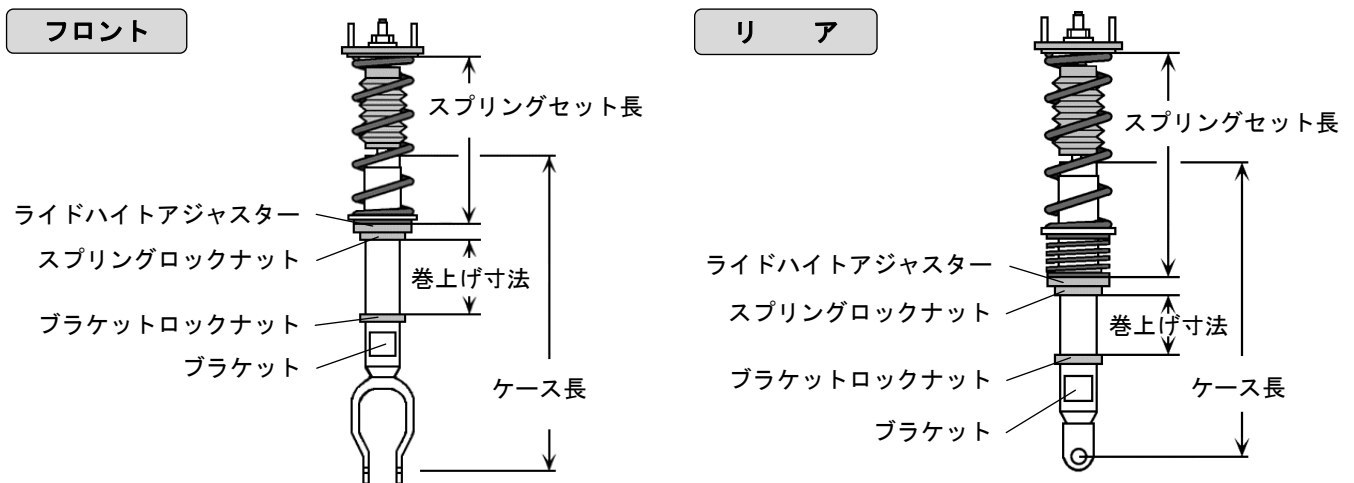 フロント
スプリングセット長
ライドハイトアジャスター
スプリングロックナット
巻上げ寸法
ブラケットロックナット
ブラケット
ケース長
リ ア
スプリングセット長
ライドハイトアジャスター
スプリングロックナット
巻上げ寸法
ブラケットロックナット
ケース長
ブラケット